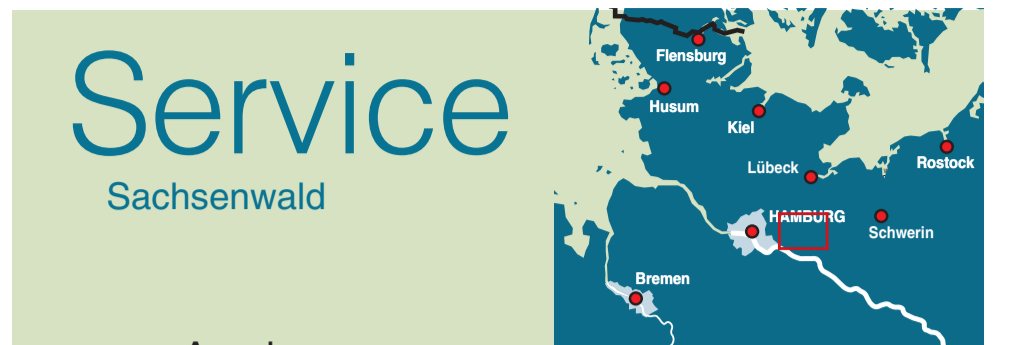 Service
Sachsenwald
Flensburg
Husum
Kiel
Lübeck
Rostock
HAMBURG
Schwerin
Bremen